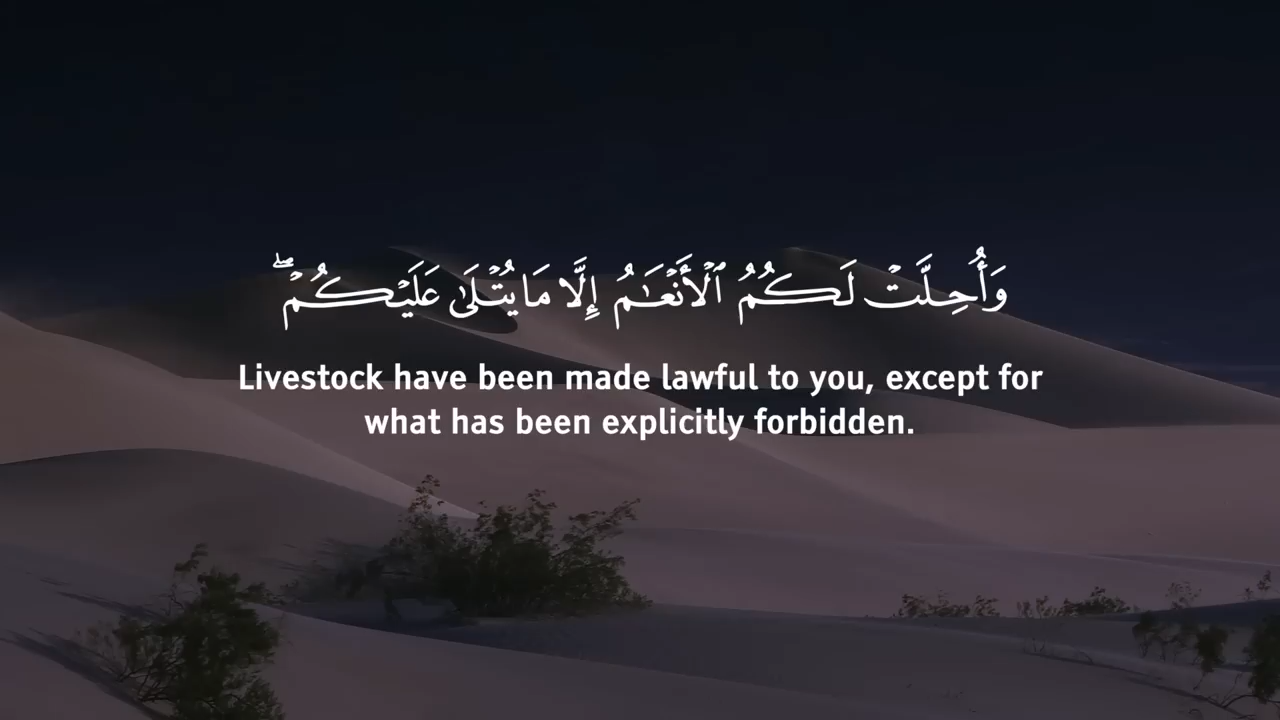 وَأُحِلَّتْ لَكُمُ ٱلْأَنْعَـٰمُ إِلَّا مَا يُتْلَىٰ عَلَيْكُمْ ۖ
Livestock have been made lawful to you, except for
what has been explicitly forbidden.